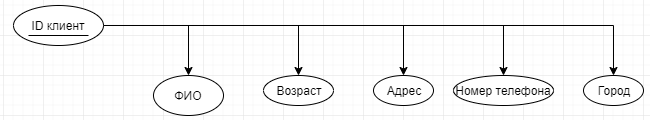 ID клиент
ФИО
Возраст
Адрес
Номер телефона
Город